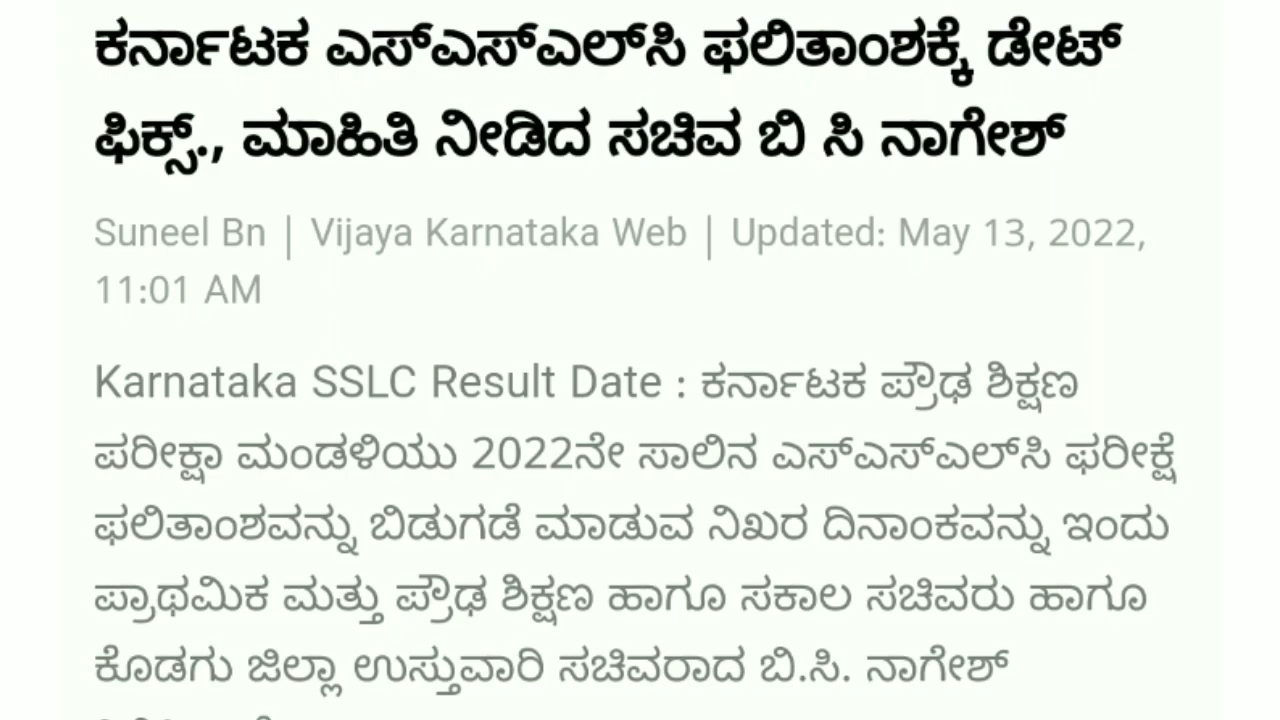 ಕರ್ನಾಟಕ ಎಸ್ಎಸ್ಎಲ್‌ಸಿ ಫಲಿತಾಂಶಕ್ಕೆ ಡೇಟ್
ಫಿಕ್ಸ್., ಮಾಹಿತಿ ನೀಡಿದ ಸಚಿವ ಬಿ ಸಿ ನಾಗೇಶ್
Suneel Bn | Vijaya Karnataka Web | Updated: May 13, 2022,
11:01 AM
Karnataka SSLC Result Date : ಕರ್ನಾಟಕ ಪ್ರೌಢ ಶಿಕ್ಷಣ
ಪರೀಕ್ಷಾ ಮಂಡಳಿಯು 2022ನೇ ಸಾಲಿನ ಎಸ್ಎಸ್ಎಲ್‌ಸಿ ಫರೀಕ್ಷೆ
ಫಲಿತಾಂಶವನ್ನು ಬಿಡುಗಡೆ ಮಾಡುವ ನಿಖರ ದಿನಾಂಕವನ್ನು ಇಂದು
ಪ್ರಾಥಮಿಕ ಮತ್ತು ಪ್ರೌಢ ಶಿಕ್ಷಣ ಹಾಗೂ ಸಕಾಲ ಸಚಿವರು ಹಾಗೂ
ಕೊಡಗು ಜಿಲ್ಲಾ ಉಸ್ತುವಾರಿ ಸಚಿವರಾದ ಬಿ.ಸಿ. ನಾಗೇಶ್